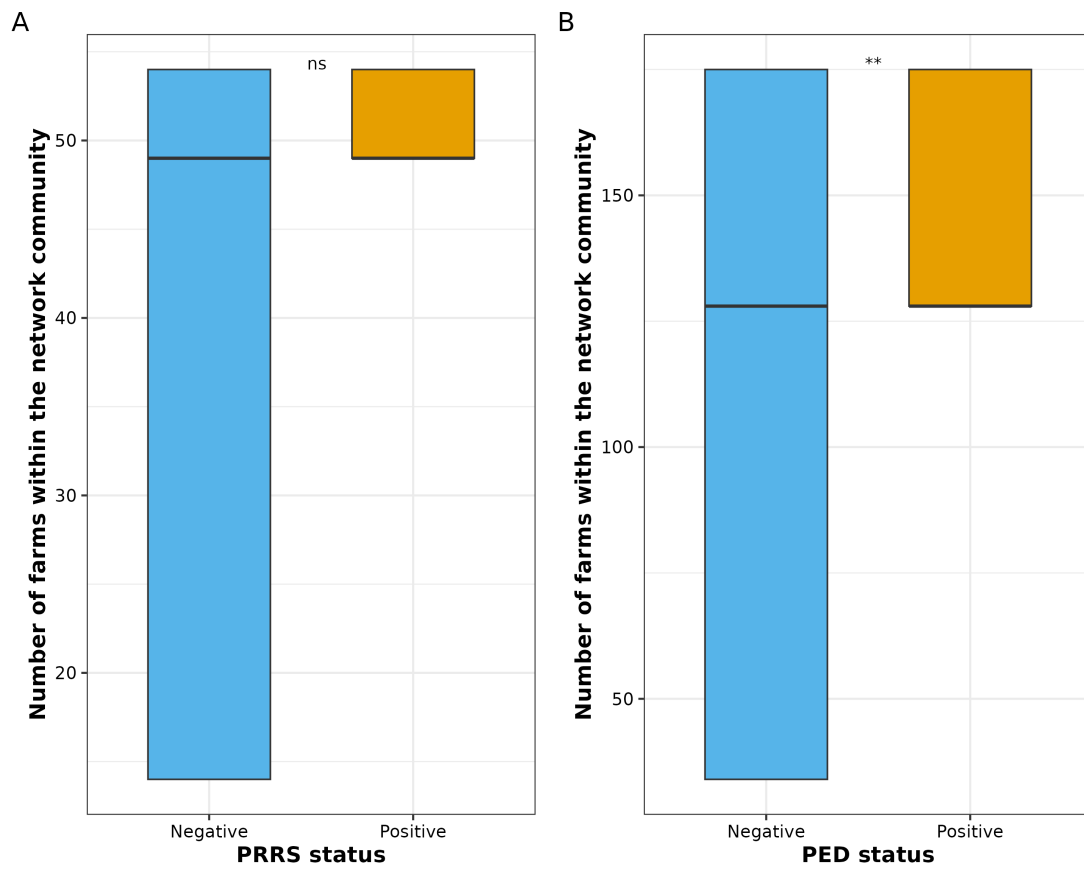 A
Number of farms within the network community
50
40
30
20
ns
Negative
Positive
PRRS status
B
Number of farms within the network community
150
100
50
**
Negative
Positive
PED status